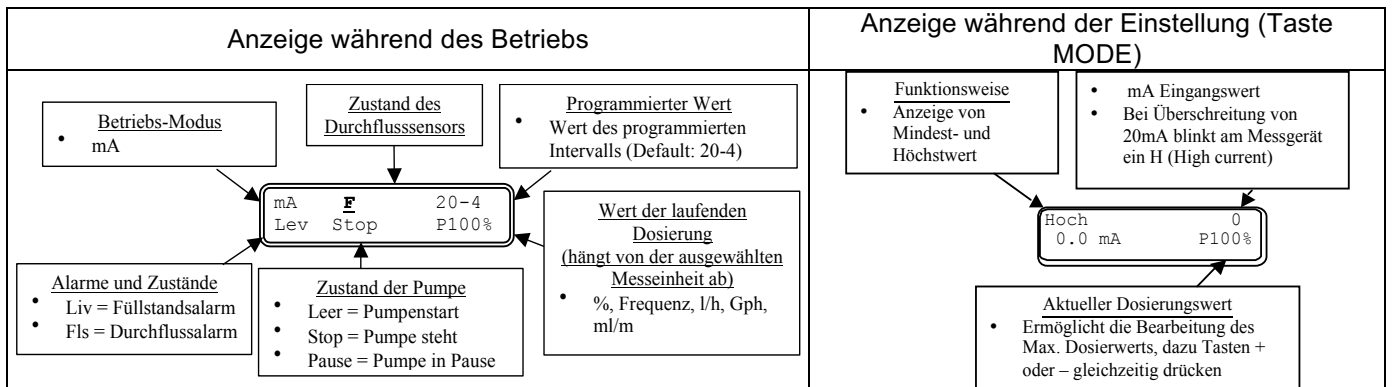 Anzeige während des Betriebs
Anzeige während der Einstellung (Taste
MODE)
Betriebs-Modus
• mA
Zustand des
Durchflusssensors
Programmierter Wert
• Wert des programmierten
Intervalls (Default: 20-4)
mA F 20-4
Lev Stop P100%
Alarme und Zustände
• Liv = Füllstandsalarm
• Fls = Durchflussalarm
Zustand der Pumpe
• Leer = Pumpenstart
• Stop = Pumpe steht
• Pause = Pumpe in Pause
Wert der laufenden
Dosierung
(hängt von der ausgewählten
Messeinheit ab)
• %, Frequenz, l/h, Gph,
ml/m
Funktionsweise
• Anzeige von
Mindest- und
Höchstwert
• mA Eingangswert
• Bei Überschreitung von
20mA blinkt am Messgerät
ein H (High current)
Hoch 0
0.0 mA P100%
Aktueller Dosierungswert
• Ermöglicht die Bearbeitung des
Max. Dosierwerts, dazu Tasten +
oder – gleichzeitig drücken